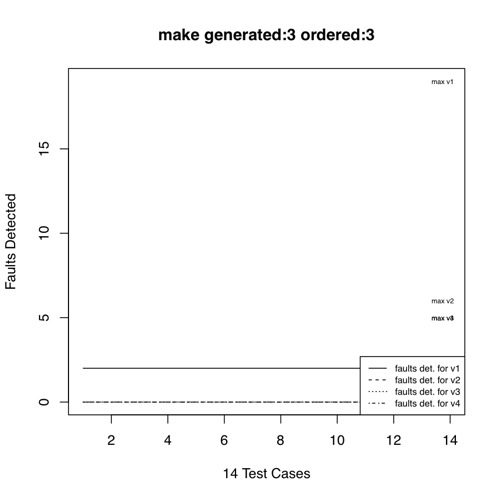 make generated:3 ordered:3
max v1
15
10
Faults Detected
max v2
5
0
faults det. for v1
faults det. for v2
faults det. for v3
faults det. for v4
2 4 6 8 10 12 14
14 Test Cases